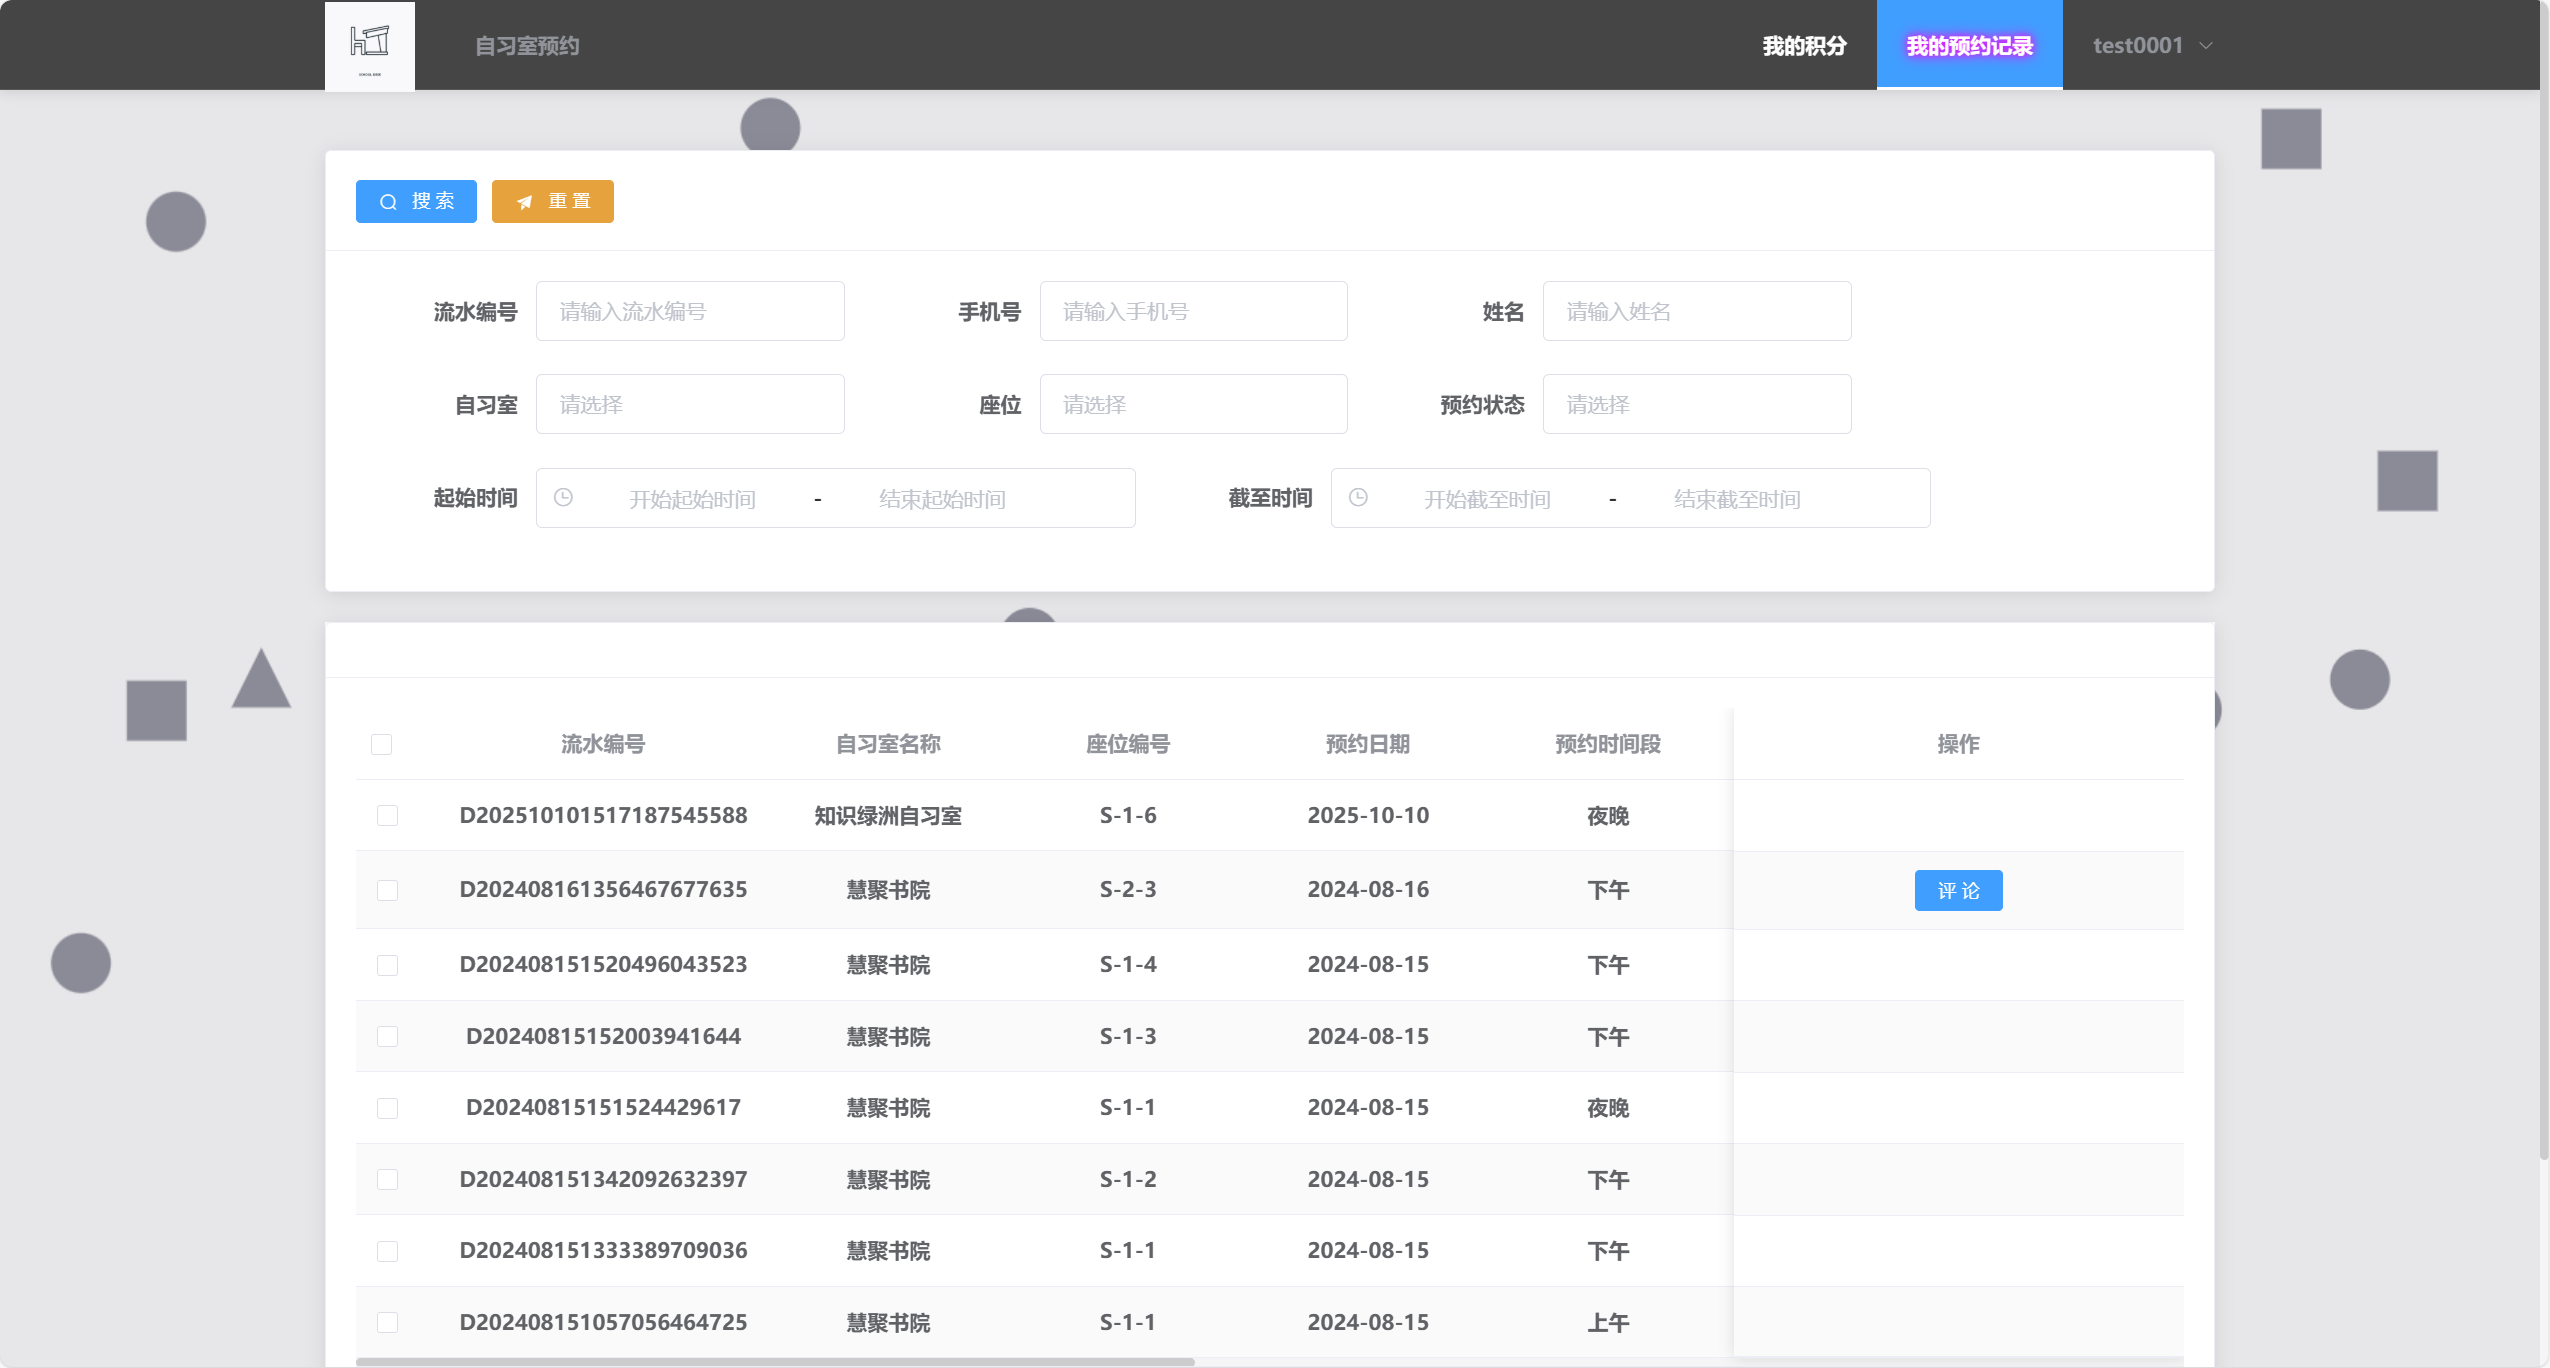 自习室预约
我的积分
我的预约记录
test0001
搜 索
重 置
流水编号 请输入流水编号 手机号 请输入手机号 姓名 请输入姓名
自习室 请选择 座位 请选择 预约状态 请选择
起始时间 开始起始时间 - 结束起始时间 截至时间 开始截至时间 - 结束截至时间
流水编号 自习室名称 座位编号 预约日期 预约时间段 操作
D202510101517187545588 知识绿洲自习室 S-1-6 2025-10-10 夜晚
D202408161356467677635 慧聚书院 S-2-3 2024-08-16 下午 评 论
D202408151520496043523 慧聚书院 S-1-4 2024-08-15 下午
D20240815152003941644 慧聚书院 S-1-3 2024-08-15 下午
D20240815151524429617 慧聚书院 S-1-1 2024-08-15 夜晚
D202408151342092632397 慧聚书院 S-1-2 2024-08-15 下午
D202408151333389709036 慧聚书院 S-1-1 2024-08-15 下午
D202408151057056464725 慧聚书院 S-1-1 2024-08-15 上午